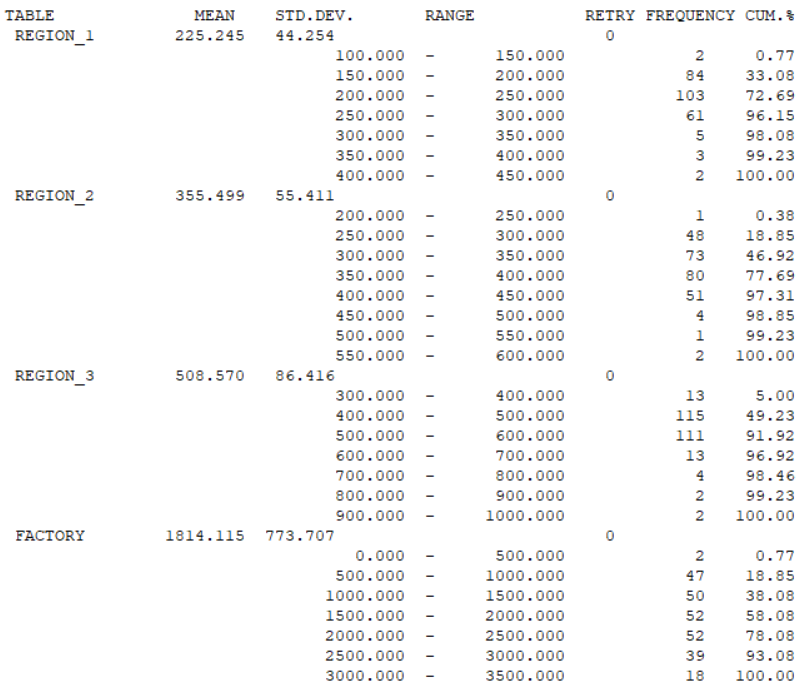 TABLE MEAN STD.DEV. RANGE RETRY FREQUENCY CUM.%
REGION_1 225.245 44.254 0
100.000 - 150.000 2 0.77
150.000 - 200.000 84 33.08
200.000 - 250.000 103 72.69
250.000 - 300.000 61 96.15
300.000 - 350.000 5 98.08
350.000 - 400.000 3 99.23
400.000 - 450.000 2 100.00
REGION_2 355.499 55.411 0
200.000 - 250.000 1 0.38
250.000 - 300.000 48 18.85
300.000 - 350.000 73 46.92
350.000 - 400.000 80 77.69
400.000 - 450.000 51 97.31
450.000 - 500.000 4 98.85
500.000 - 550.000 1 99.23
550.000 - 600.000 2 100.00
REGION_3 508.570 86.416 0
300.000 - 400.000 13 5.00
400.000 - 500.000 115 49.23
500.000 - 600.000 111 91.92
600.000 - 700.000 13 96.92
700.000 - 800.000 4 98.46
800.000 - 900.000 2 99.23
900.000 - 1000.000 2 100.00
FACTORY 1814.115 773.707 0
0.000 - 500.000 2 0.77
500.000 - 1000.000 47 18.85
1000.000 - 1500.000 50 38.08
1500.000 - 2000.000 52 58.08
2000.000 - 2500.000 52 78.08
2500.000 - 3000.000 39 93.08
3000.000 - 3500.000 18 100.00